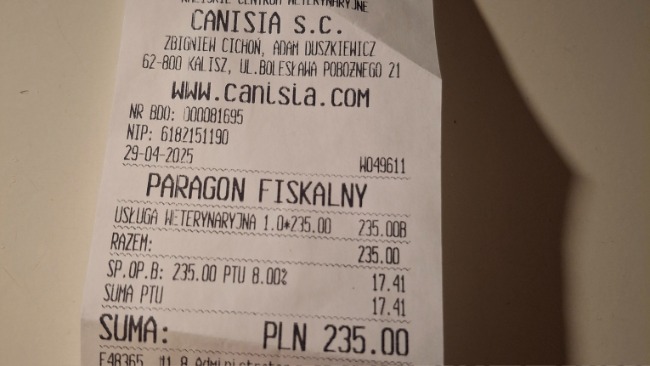 CANISIA S.C.
ZBIGNIEW CICHOŃ, ADAM DUSZKIEWICZ
62-800 KALISZ, UL.BOLESŁAWA POBOŻNEGO 21
WWW.canisia.com
NR BDO: 000081695
NIP: 6182151190
29-04-2025 W049611
PARAGON FISKALNY
USŁUGA WETERYNARYJNA 1.0*235.00 235.00B
RAZEM: 235.00
SP.OP.B: 235.00 PTU 8.00% 17.41
SUMA PTU 17.41
SUMA: PLN 235.00